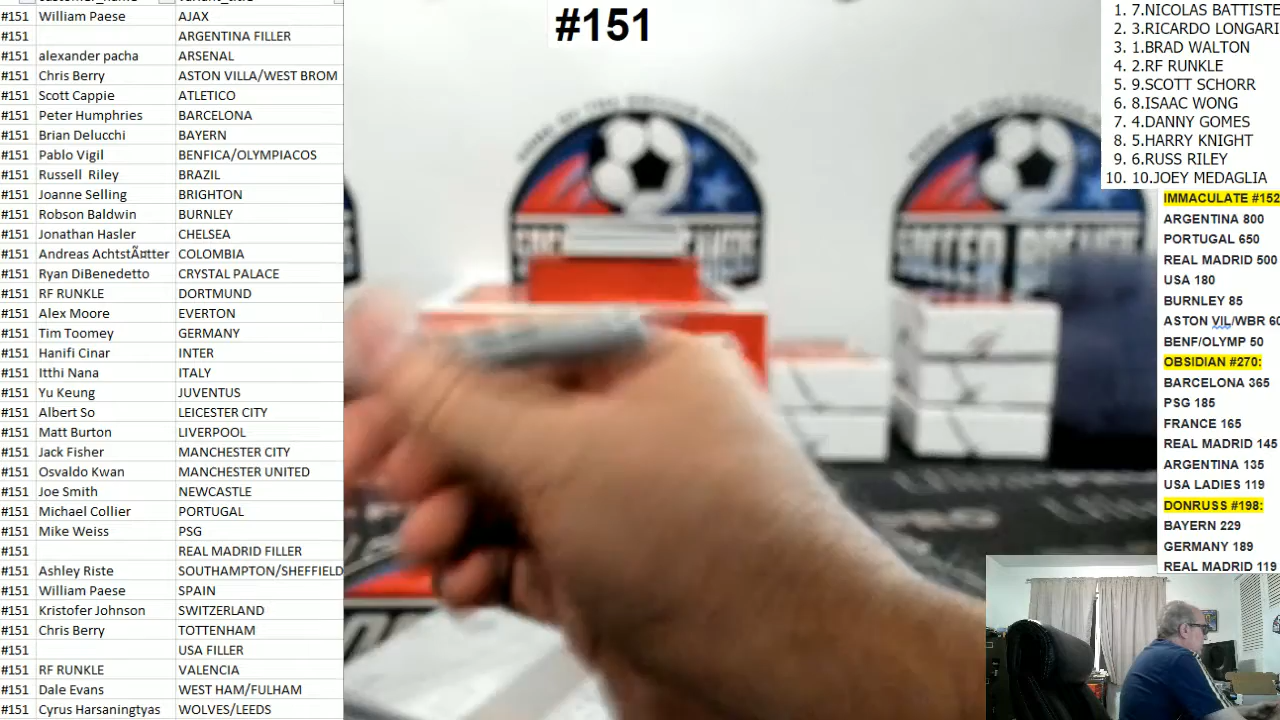 #151 William Paese AJAX
#151 ARGENTINA FILLER
#151 alexander pacha ARSENAL
#151 Chris Berry ASTON VILLA/WEST BROM
#151 Scott Cappie ATLETICO
#151 Peter Humphries BARCELONA
#151 Brian Delucchi BAYERN
#151 Pablo Vigil BENFICA/OLYMPIACOS
#151 Russell Riley BRAZIL
#151 Joanne Selling BRIGHTON
#151 Robson Baldwin BURNLEY
#151 Jonathan Hasler CHELSEA
#151 Andreas AchtstÃ¤tter COLOMBIA
#151 Ryan DiBenedetto CRYSTAL PALACE
#151 RF RUNKLE DORTMUND
#151 Alex Moore EVERTON
#151 Tim Toomey GERMANY
#151 Hanifi Cinar INTER
#151 Itthi Nana ITALY
#151 Yu Keung JUVENTUS
#151 Albert So LEICESTER CITY
#151 Matt Burton LIVERPOOL
#151 Jack Fisher MANCHESTER CITY
#151 Osvaldo Kwan MANCHESTER UNITED
#151 Joe Smith NEWCASTLE
#151 Michael Collier PORTUGAL
#151 Mike Weiss PSG
#151 REAL MADRID FILLER
#151 Ashley Riste SOUTHAMPTON/SHEFFIELD
#151 William Paese SPAIN
#151 Kristofer Johnson SWITZERLAND
#151 Chris Berry TOTTENHAM
#151 USA FILLER
#151 RF RUNKLE VALENCIA
#151 Dale Evans WEST HAM/FULHAM
#151 Cyrus Harsaningtyas WOLVES/LEEDS
#151
1. 7.NICOLAS BATTISTE
2. 3.RICARDO LONGARI
3. 1.BRAD WALTON
4. 2.RF RUNKLE
5. 9.SCOTT SCHORR
6. 8.ISAAC WONG
7. 4.DANNY GOMES
8. 5.HARRY KNIGHT
9. 6.RUSS RILEY
10. 10.JOEY MEDAGLIA
IMMACULATE #152
ARGENTINA 800
PORTUGAL 650
REAL MADRID 500
USA 180
BURNLEY 85
ASTON VIL/WBR 60
BENF/OLYMP 50
OBSIDIAN #270:
BARCELONA 365
PSG 185
FRANCE 165
REAL MADRID 145
ARGENTINA 135
USA LADIES 119
DONRUSS #198:
BAYERN 229
GERMANY 189
REAL MADRID 119